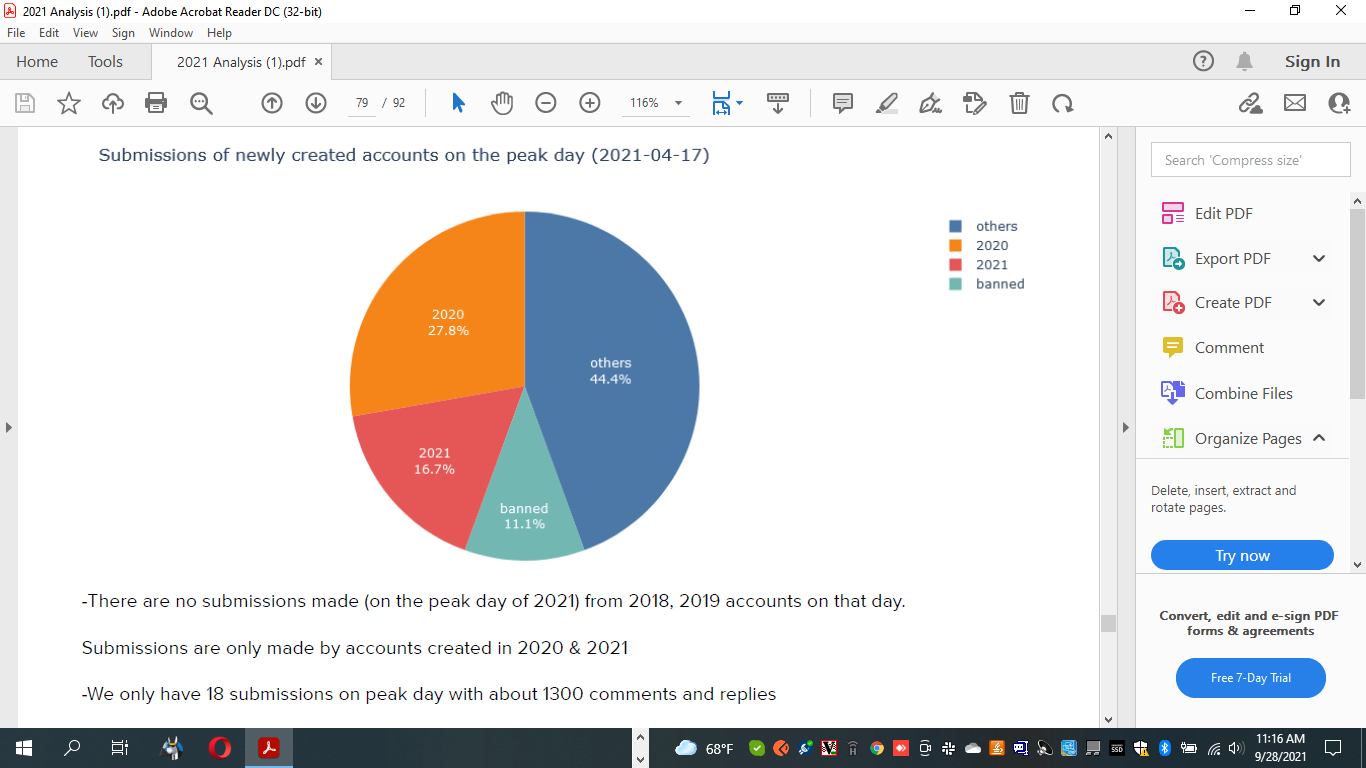 2021 Analysis (1).pdf - Adobe Acrobat Reader DC (32-bit)
File Edit View Sign Window Help
Home Tools 2021 Analysis (1).pdf × Sign In
79 / 92 116%
Submissions of newly created accounts on the peak day (2021-04-17)
others
2020
2021
banned
2020
27.8%
others
44.4%
2021
16.7%
banned
11.1%
-There are no submissions made (on the peak day of 2021) from 2018, 2019 accounts on that day.
Submissions are only made by accounts created in 2020 & 2021
-We only have 18 submissions on peak day with about 1300 comments and replies
Search 'Compress size'
Edit PDF
Export PDF
Create PDF
Comment
Combine Files
Organize Pages
Delete, insert, extract and
rotate pages.
Try now
Convert, edit and e-sign PDF
forms & agreements
Free 7-Day Trial
68°F
SSD
11:16 AM
9/28/2021